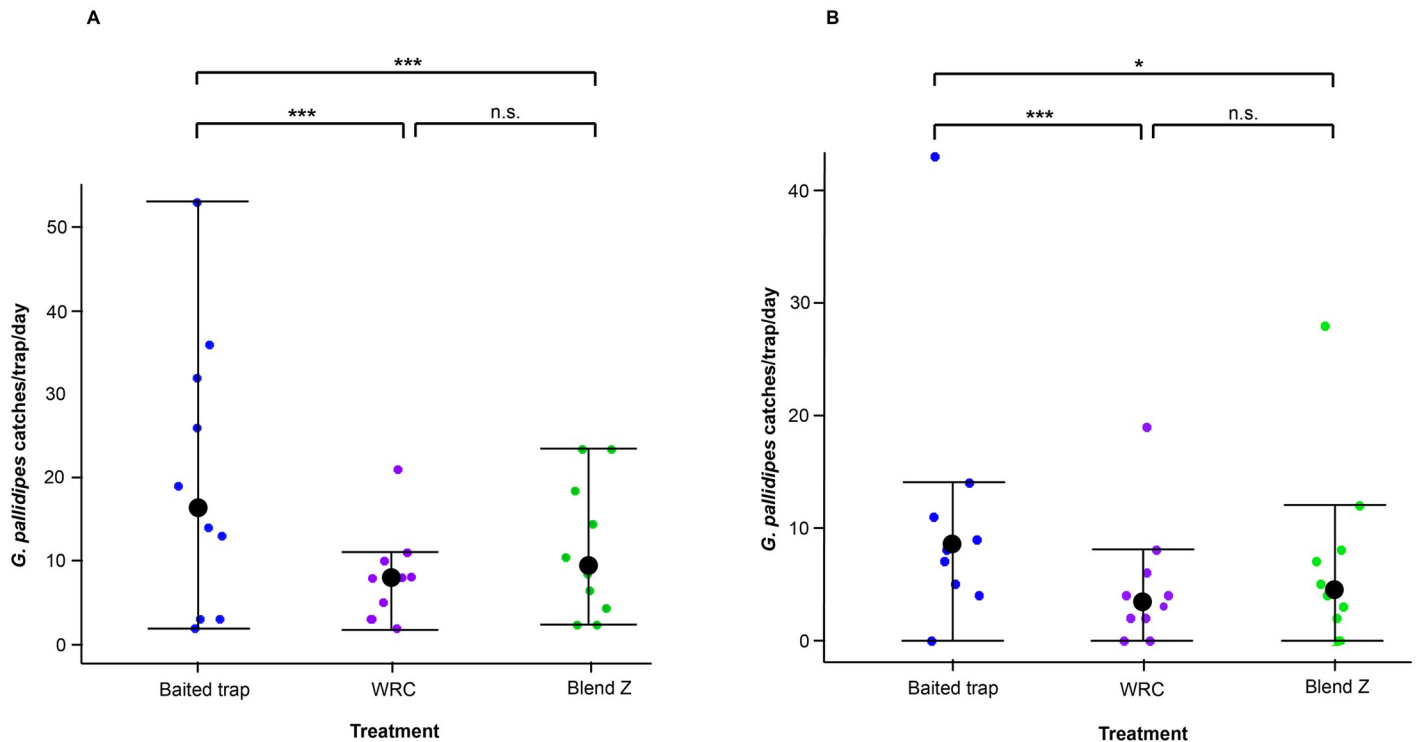 A
***
***
n.s.
G. pallidipes catches/trap/day
50
40
30
20
10
0
Baited trap
WRC
Blend Z
Treatment
B
*
***
n.s.
G. pallidipes catches/trap/day
40
30
20
10
0
Baited trap
WRC
Blend Z
Treatment